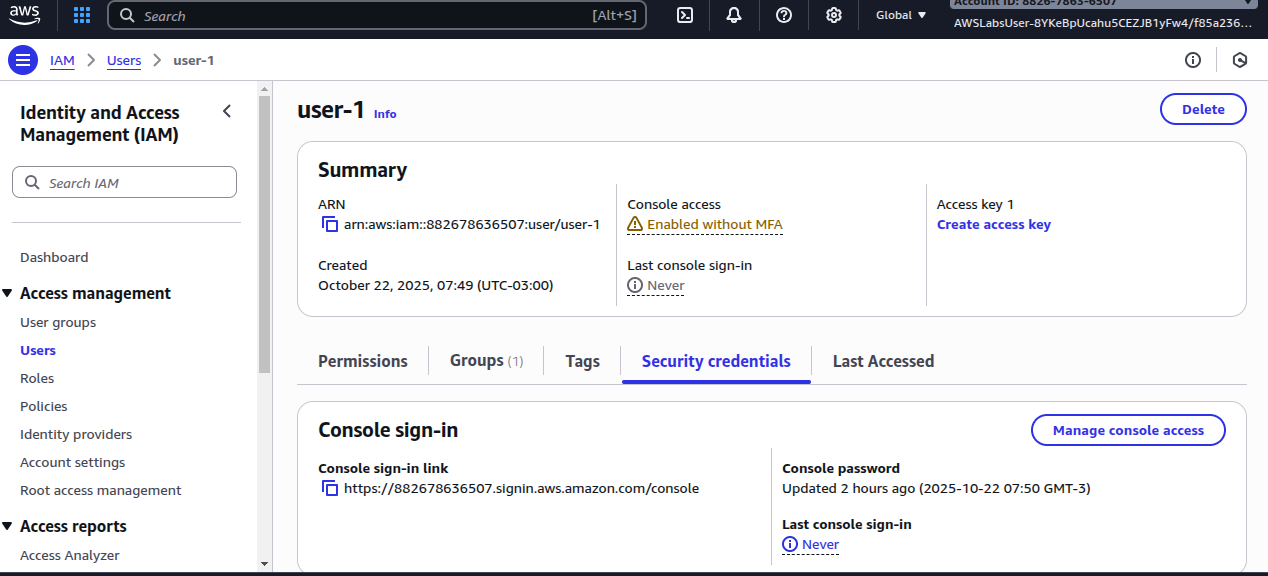 aws
Search [Alt+S]
Global
Account ID: 8826-7863-6507
AWSLabsUser-8YKeBpUcahu5CEZJB1yFw4/f85a236...
IAM > Users > user-1
Identity and Access
Management (IAM)
Search IAM
Dashboard
Access management
User groups
Users
Roles
Policies
Identity providers
Account settings
Root access management
Access reports
Access Analyzer
user-1 Info
Delete
Summary
ARN
arn:aws:iam::882678636507:user/user-1
Console access
Enabled without MFA
Access key 1
Create access key
Created
October 22, 2025, 07:49 (UTC-03:00)
Last console sign-in
Never
Permissions
Groups (1)
Tags
Security credentials
Last Accessed
Console sign-in
Manage console access
Console sign-in link
https://882678636507.signin.aws.amazon.com/console
Console password
Updated 2 hours ago (2025-10-22 07:50 GMT-3)
Last console sign-in
Never